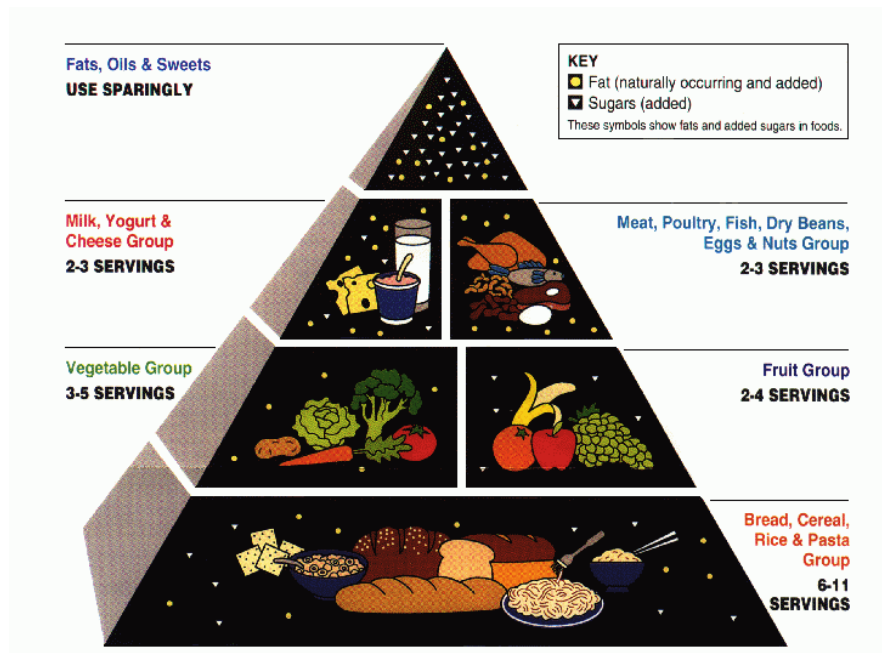 Fats, Oils & Sweets
USE SPARINGLY
KEY
Fat (naturally occurring and added)
Sugars (added)
These symbols show fats and added sugars in foods.
Milk, Yogurt &
Cheese Group
2-3 SERVINGS
Meat, Poultry, Fish, Dry Beans,
Eggs & Nuts Group
2-3 SERVINGS
Vegetable Group
3-5 SERVINGS
Fruit Group
2-4 SERVINGS
Bread, Cereal,
Rice & Pasta
Group
6-11
SERVINGS